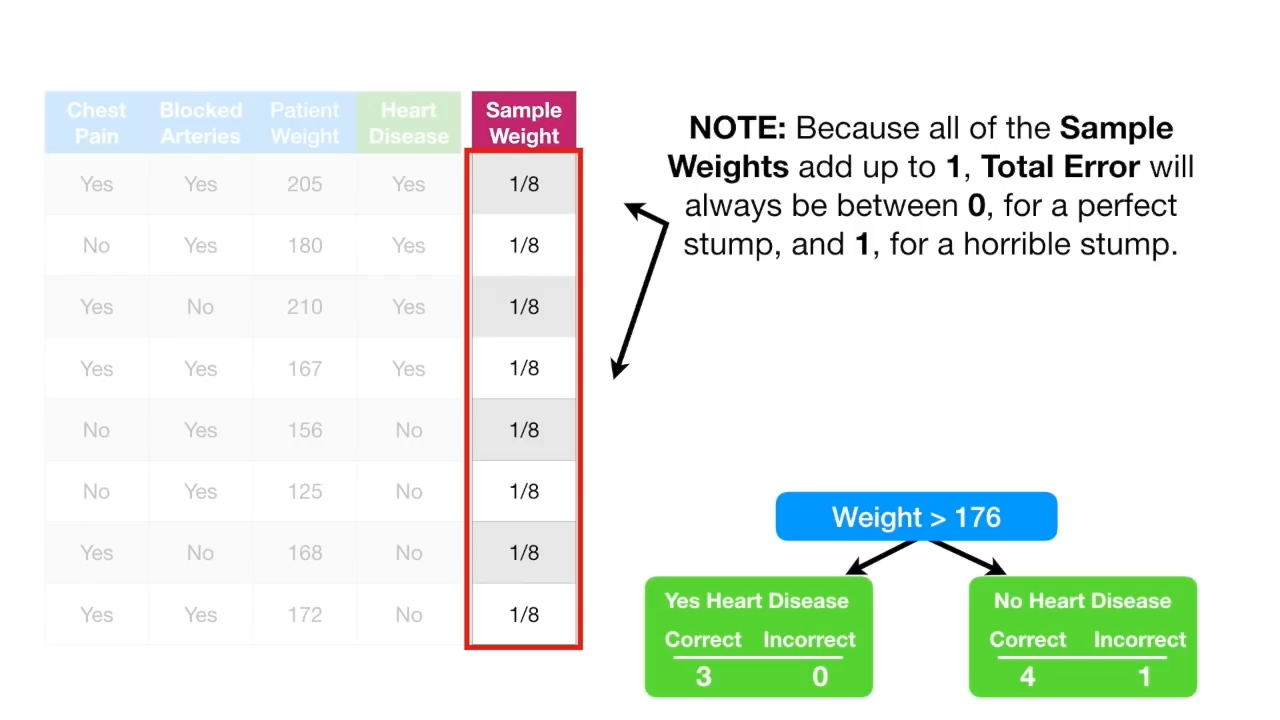 Chest Pain Blocked Arteries Patient Weight Heart Disease Sample Weight
Yes Yes 205 Yes 1/8
No Yes 180 Yes 1/8
Yes No 210 Yes 1/8
Yes Yes 167 Yes 1/8
No Yes 156 No 1/8
No Yes 125 No 1/8
Yes No 168 No 1/8
Yes Yes 172 No 1/8
NOTE: Because all of the Sample
Weights add up to 1, Total Error will
always be between 0, for a perfect
stump, and 1, for a horrible stump.
Weight > 176
Yes Heart Disease
Correct Incorrect
3 0
No Heart Disease
Correct Incorrect
4 1